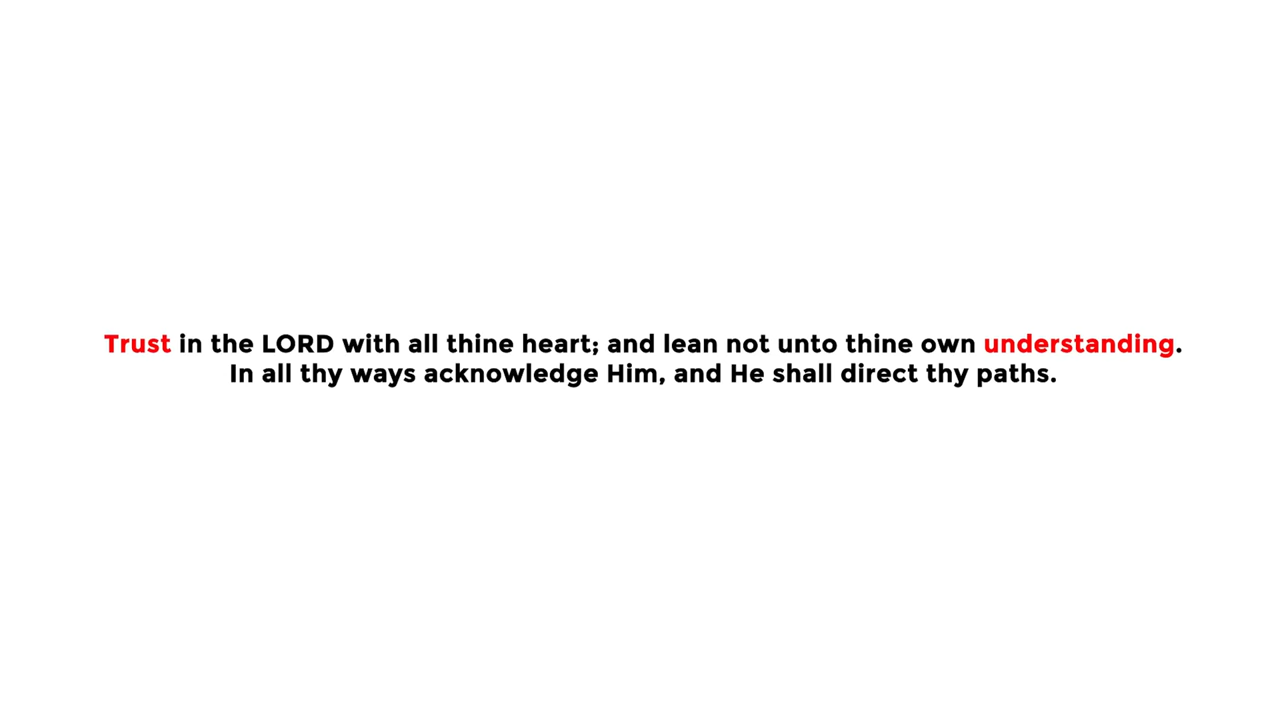 Trust in the LORD with all thine heart; and lean not unto thine own understanding.
In all thy ways acknowledge Him, and He shall direct thy paths.